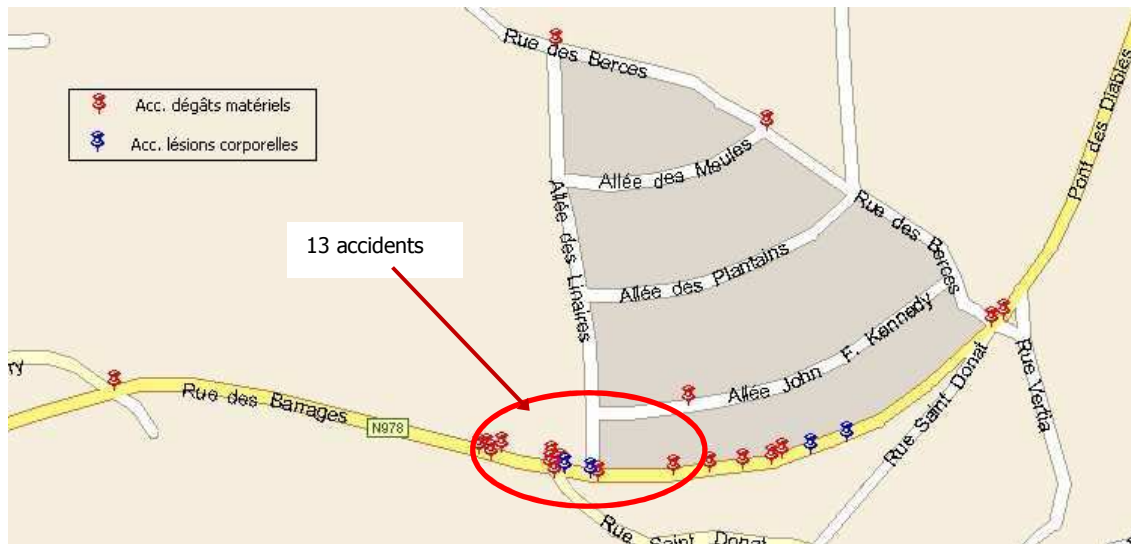 Rue des Berces
Pont des Diables
Acc. dégâts matériels
Acc. lésions corporelles
Allée des Meules
Allée des Linaires
Rue des Berces
13 accidents
Allée des Plantains
Allée John F. Kennedy
ry
Rue des Barrages
N978
Rue Saint Donat
Rue Vertia
Rue Saint Donat